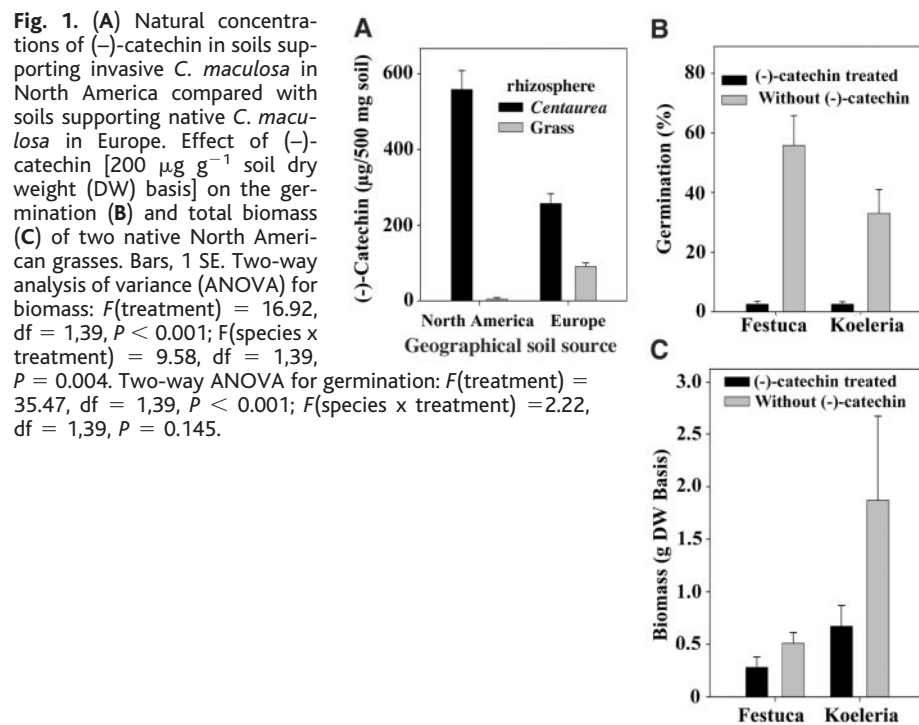 Fig. 1. (A) Natural concentra-
tions of (–)-catechin in soils sup-
porting invasive C. maculosa in
North America compared with
soils supporting native C. macu-
losa in Europe. Effect of (–)-
catechin [200 μg g⁻¹ soil dry
weight (DW) basis] on the ger-
mination (B) and total biomass
(C) of two native North Ameri-
can grasses. Bars, 1 SE. Two-way
analysis of variance (ANOVA) for
biomass: F(treatment) = 16.92,
df = 1,39, P < 0.001; F(species x
treatment) = 9.58, df = 1,39,
P = 0.004. Two-way ANOVA for germination: F(treatment) =
35.47, df = 1,39, P < 0.001; F(species x treatment) =2.22,
df = 1,39, P = 0.145.
A
(-)-Catechin (μg/500 mg soil)
600
400
200
0
rhizosphere
Centaurea
Grass
North America Europe
Geographical soil source
B
Germination (%)
80
60
40
20
0
(-)-catechin treated
Without (-)-catechin
Festuca Koeleria
C
Biomass (g DW Basis)
3.0
2.5
2.0
1.5
1.0
0.5
0
(-)-catechin treated
Without (-)-catechin
Festuca Koeleria